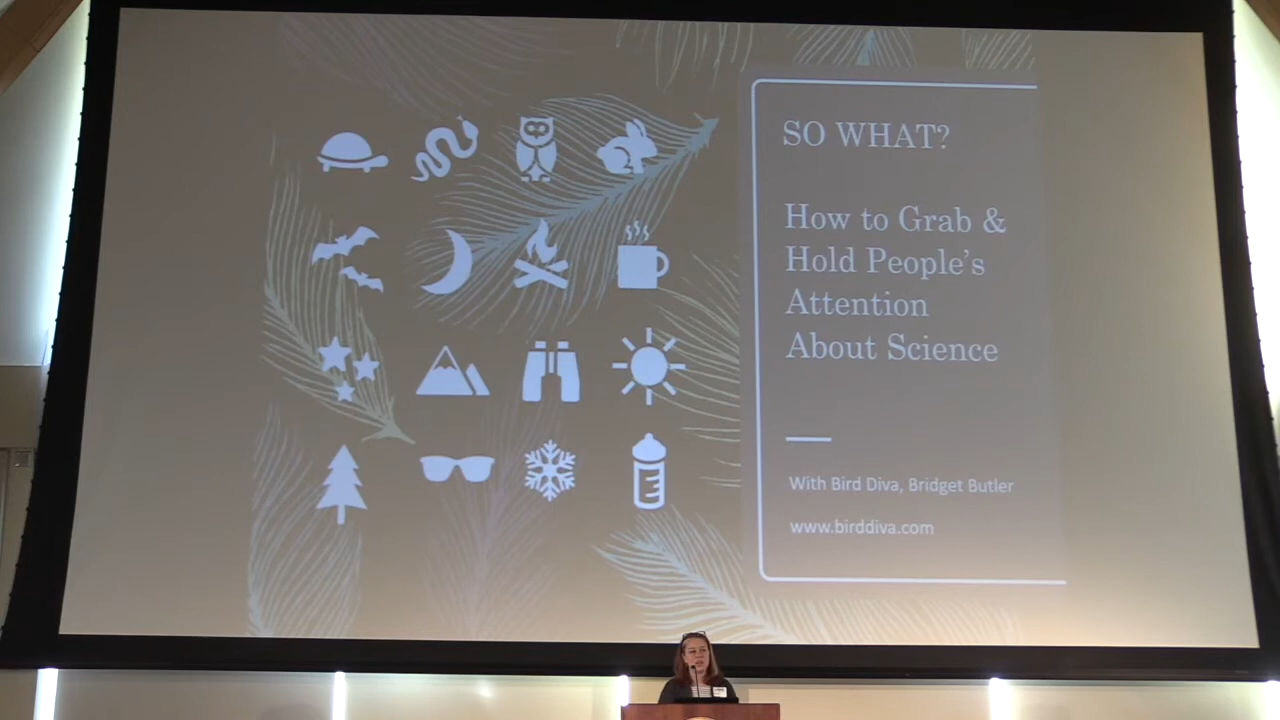 SO WHAT?
How to Grab &
Hold People's
Attention
About Science
With Bird Diva, Bridget Butler
www.birddiva.com